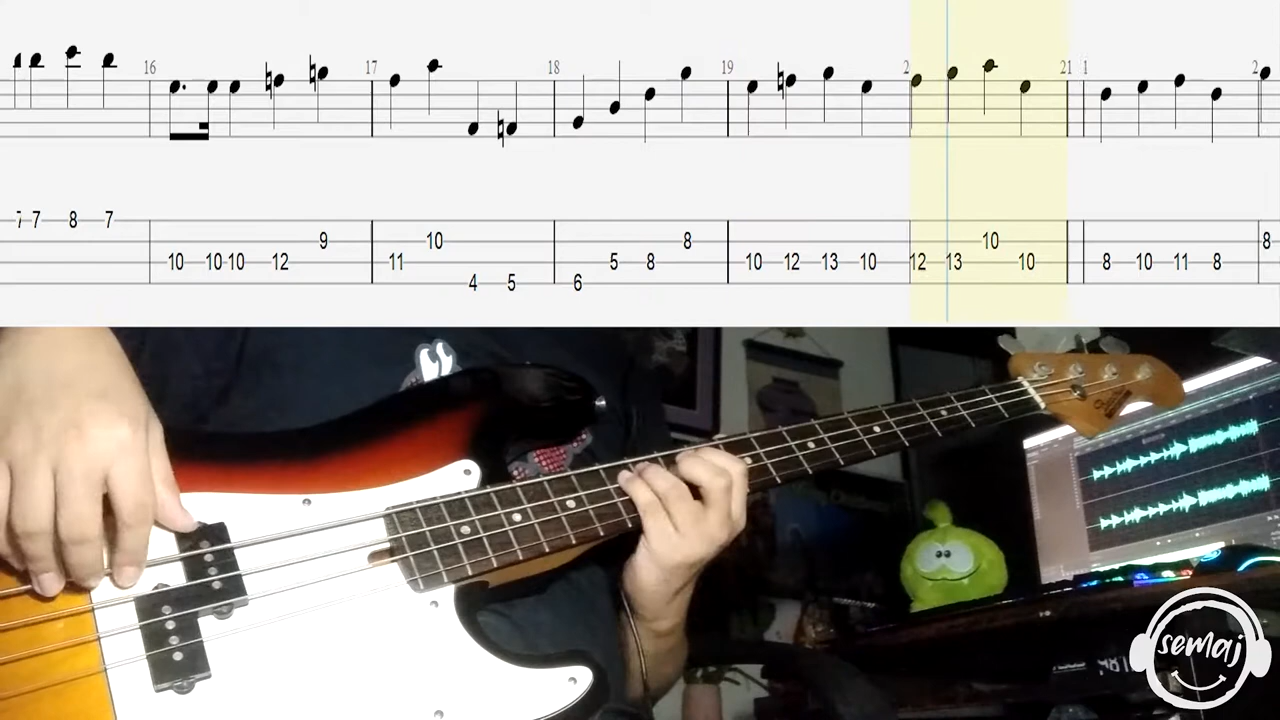 16 17 18 19 2 21 1 2
7 7 8 7
9 10 8 10 8
10 10 10 12 11 5 8 10 12 13 10 12 13 10 8 10 11 8
4 5 6
semaj